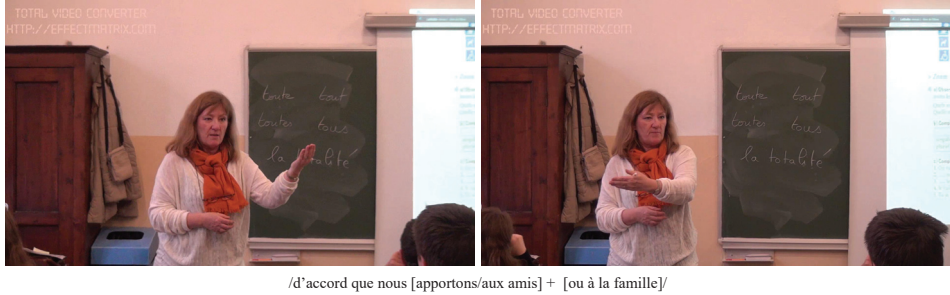 TOTAL VIDEO CONVERTER
HTTP://EFFECTMATRIX.COM
toute tout
toutes tous
la totalité
TOTAL VIDEO CONVERTER
HTTP://EFFECTMATRIX.COM
toute tout
toutes tous
la totalité
/d’accord que nous [apportons/aux amis] + [ou à la famille]/